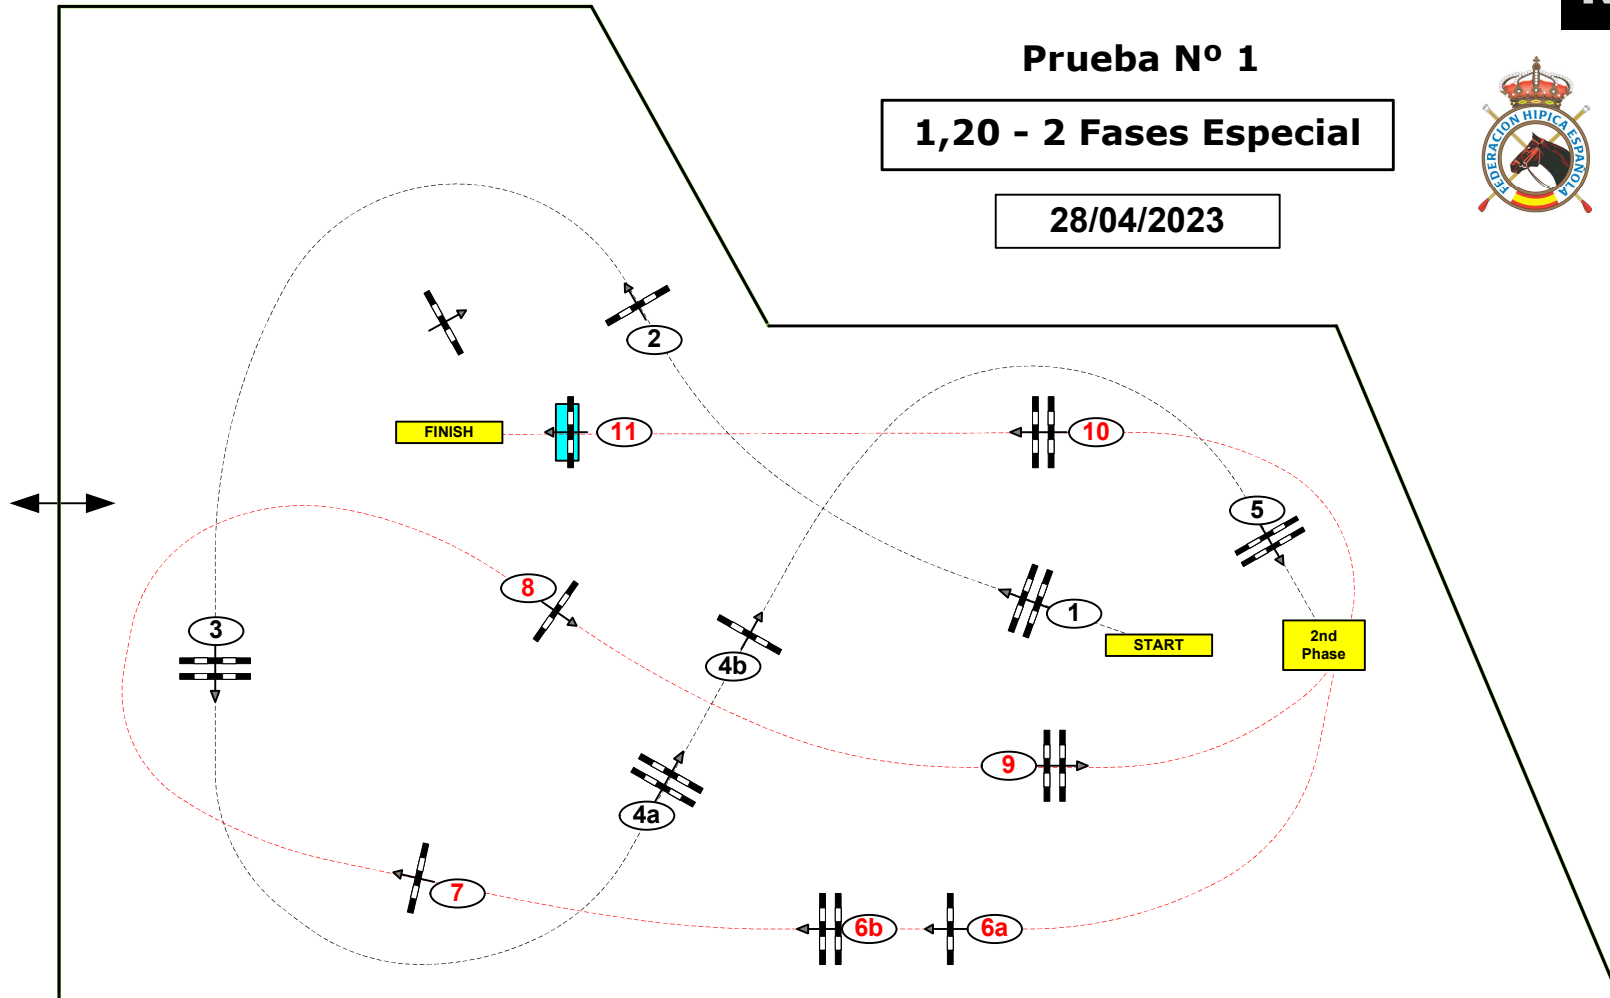 Prueba Nº 1
1,20 - 2 Fases Especial
28/04/2023
FEDERACION HIPICA ESPAÑOLA
2
FINISH
11
10
5
8
1
3
START
2nd
Phase
4b
9
4a
7
6b
6a